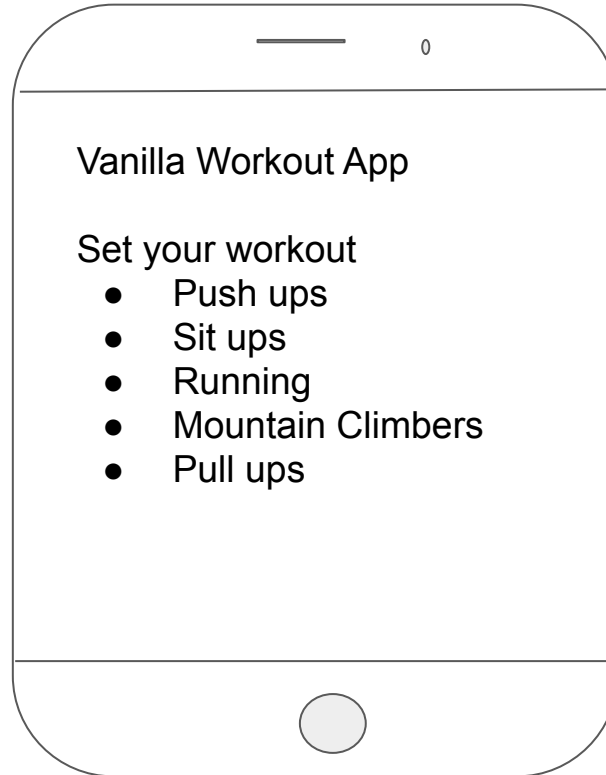 Vanilla Workout App
Set your workout
● Push ups
● Sit ups
● Running
● Mountain Climbers
● Pull ups